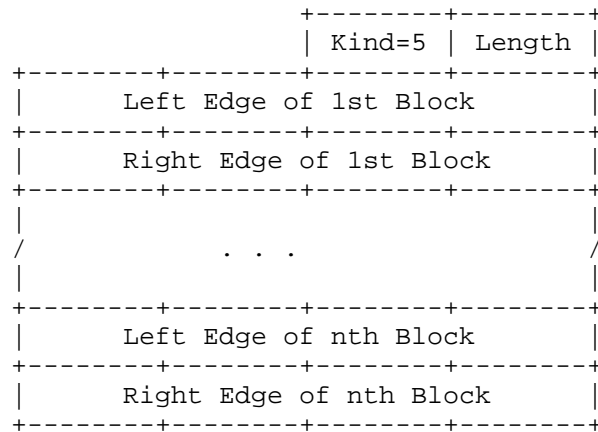 Kind=5 Length
Left Edge of 1st Block
Right Edge of 1st Block
. . .
Left Edge of nth Block
Right Edge of nth Block